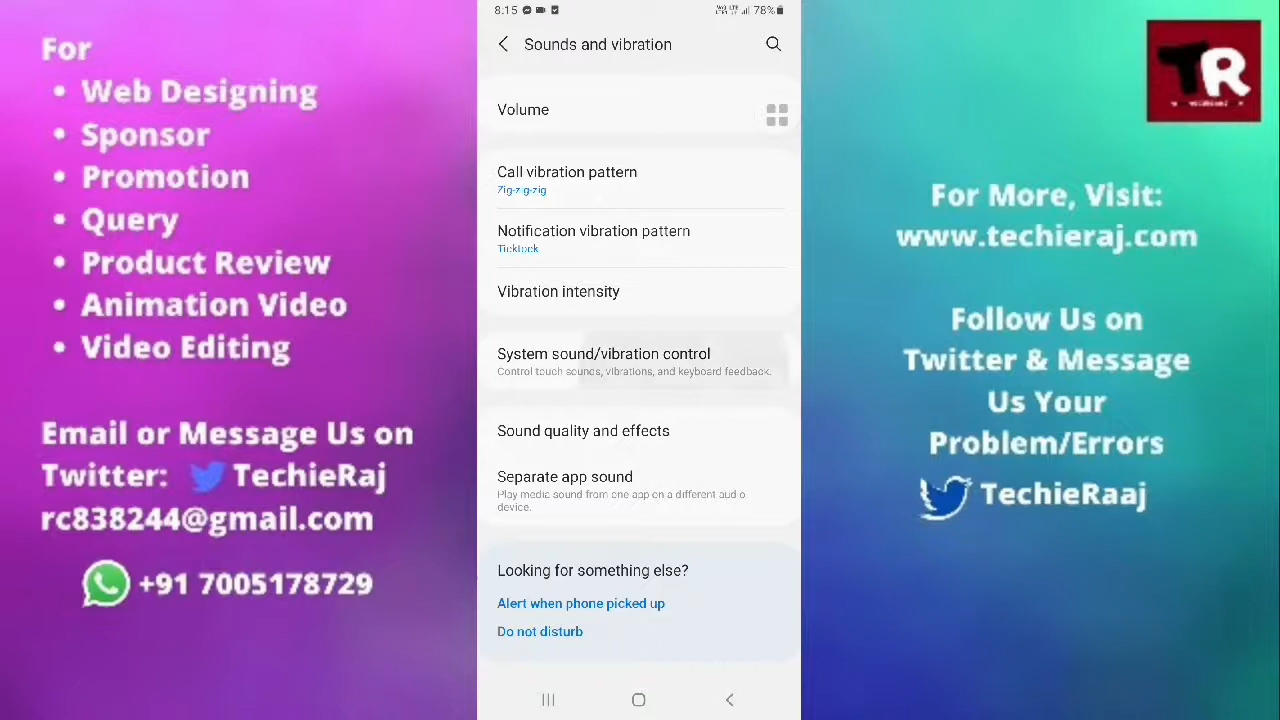 For
• Web Designing
• Sponsor
• Promotion
• Query
• Product Review
• Animation Video
• Video Editing
Email or Message Us on
Twitter: TechieRaj
rc838244@gmail.com
+91 7005178729
8:15
78%
Sounds and vibration
Volume
Call vibration pattern
Zig-zig-zig
Notification vibration pattern
Ticktock
Vibration intensity
System sound/vibration control
Control touch sounds, vibrations, and keyboard feedback.
Sound quality and effects
Separate app sound
Play media sound from one app on a different audio
device.
Looking for something else?
Alert when phone picked up
Do not disturb
TR
For More, Visit:
www.techieraj.com
Follow Us on
Twitter & Message
Us Your
Problem/Errors
TechieRaaj